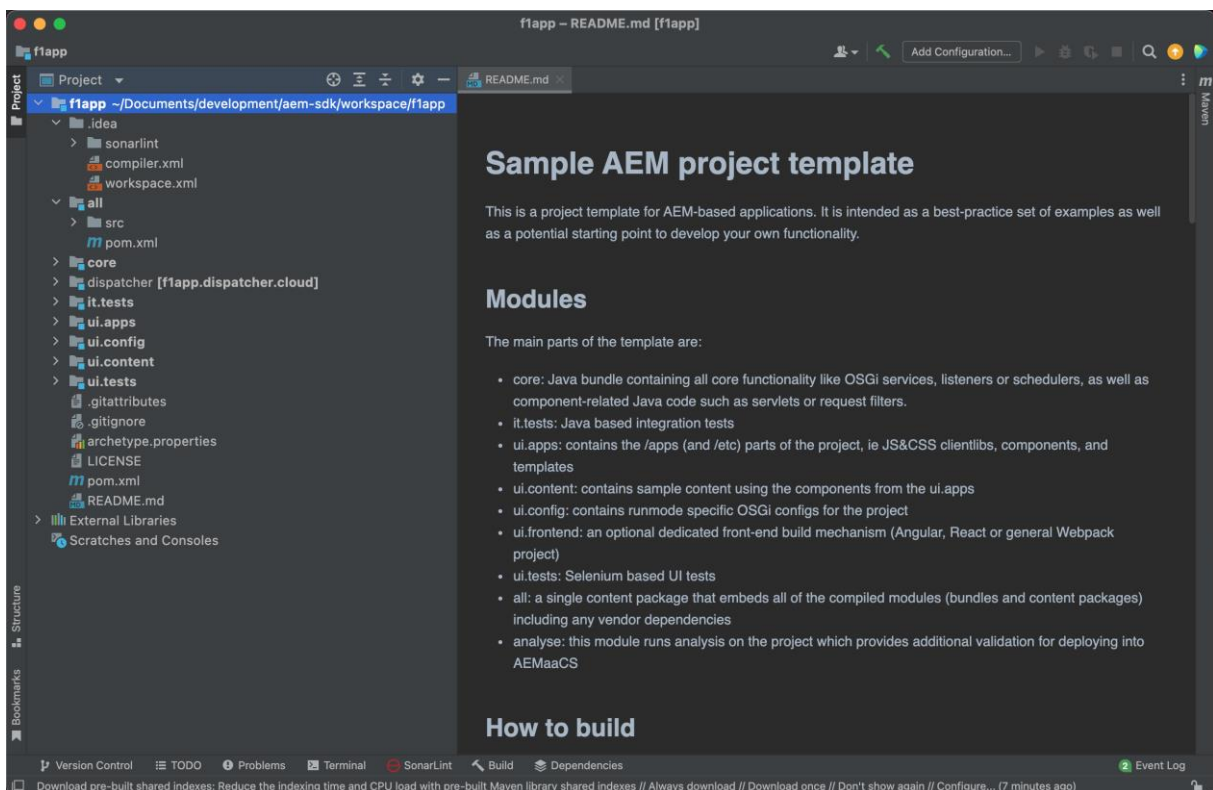 f1app – README.md [f1app]
f1app
Add Configuration...
Project
Project
README.md
m
Maven
f1app ~/Documents/development/aem-sdk/workspace/f1app
.idea
sonarlint
compiler.xml
workspace.xml
all
src
pom.xml
core
dispatcher [f1app.dispatcher.cloud]
it.tests
ui.apps
ui.config
ui.content
ui.tests
.gitattributes
.gitignore
archetype.properties
LICENSE
pom.xml
README.md
External Libraries
Scratches and Consoles
Structure
Bookmarks
Sample AEM project template
This is a project template for AEM-based applications. It is intended as a best-practice set of examples as well
as a potential starting point to develop your own functionality.
Modules
The main parts of the template are:
• core: Java bundle containing all core functionality like OSGi services, listeners or schedulers, as well as
component-related Java code such as servlets or request filters.
• it.tests: Java based integration tests
• ui.apps: contains the /apps (and /etc) parts of the project, ie JS&CSS clientlibs, components, and
templates
• ui.content: contains sample content using the components from the ui.apps
• ui.config: contains runmode specific OSGi configs for the project
• ui.frontend: an optional dedicated front-end build mechanism (Angular, React or general Webpack
project)
• ui.tests: Selenium based UI tests
• all: a single content package that embeds all of the compiled modules (bundles and content packages)
including any vendor dependencies
• analyse: this module runs analysis on the project which provides additional validation for deploying into
AEMaaCS
How to build
Version Control TODO Problems Terminal SonarLint Build Dependencies 2 Event Log
Download pre-built shared indexes: Reduce the indexing time and CPU load with pre-built Maven library shared indexes // Always download // Download once // Don't show again // Configure... (7 minutes ago)